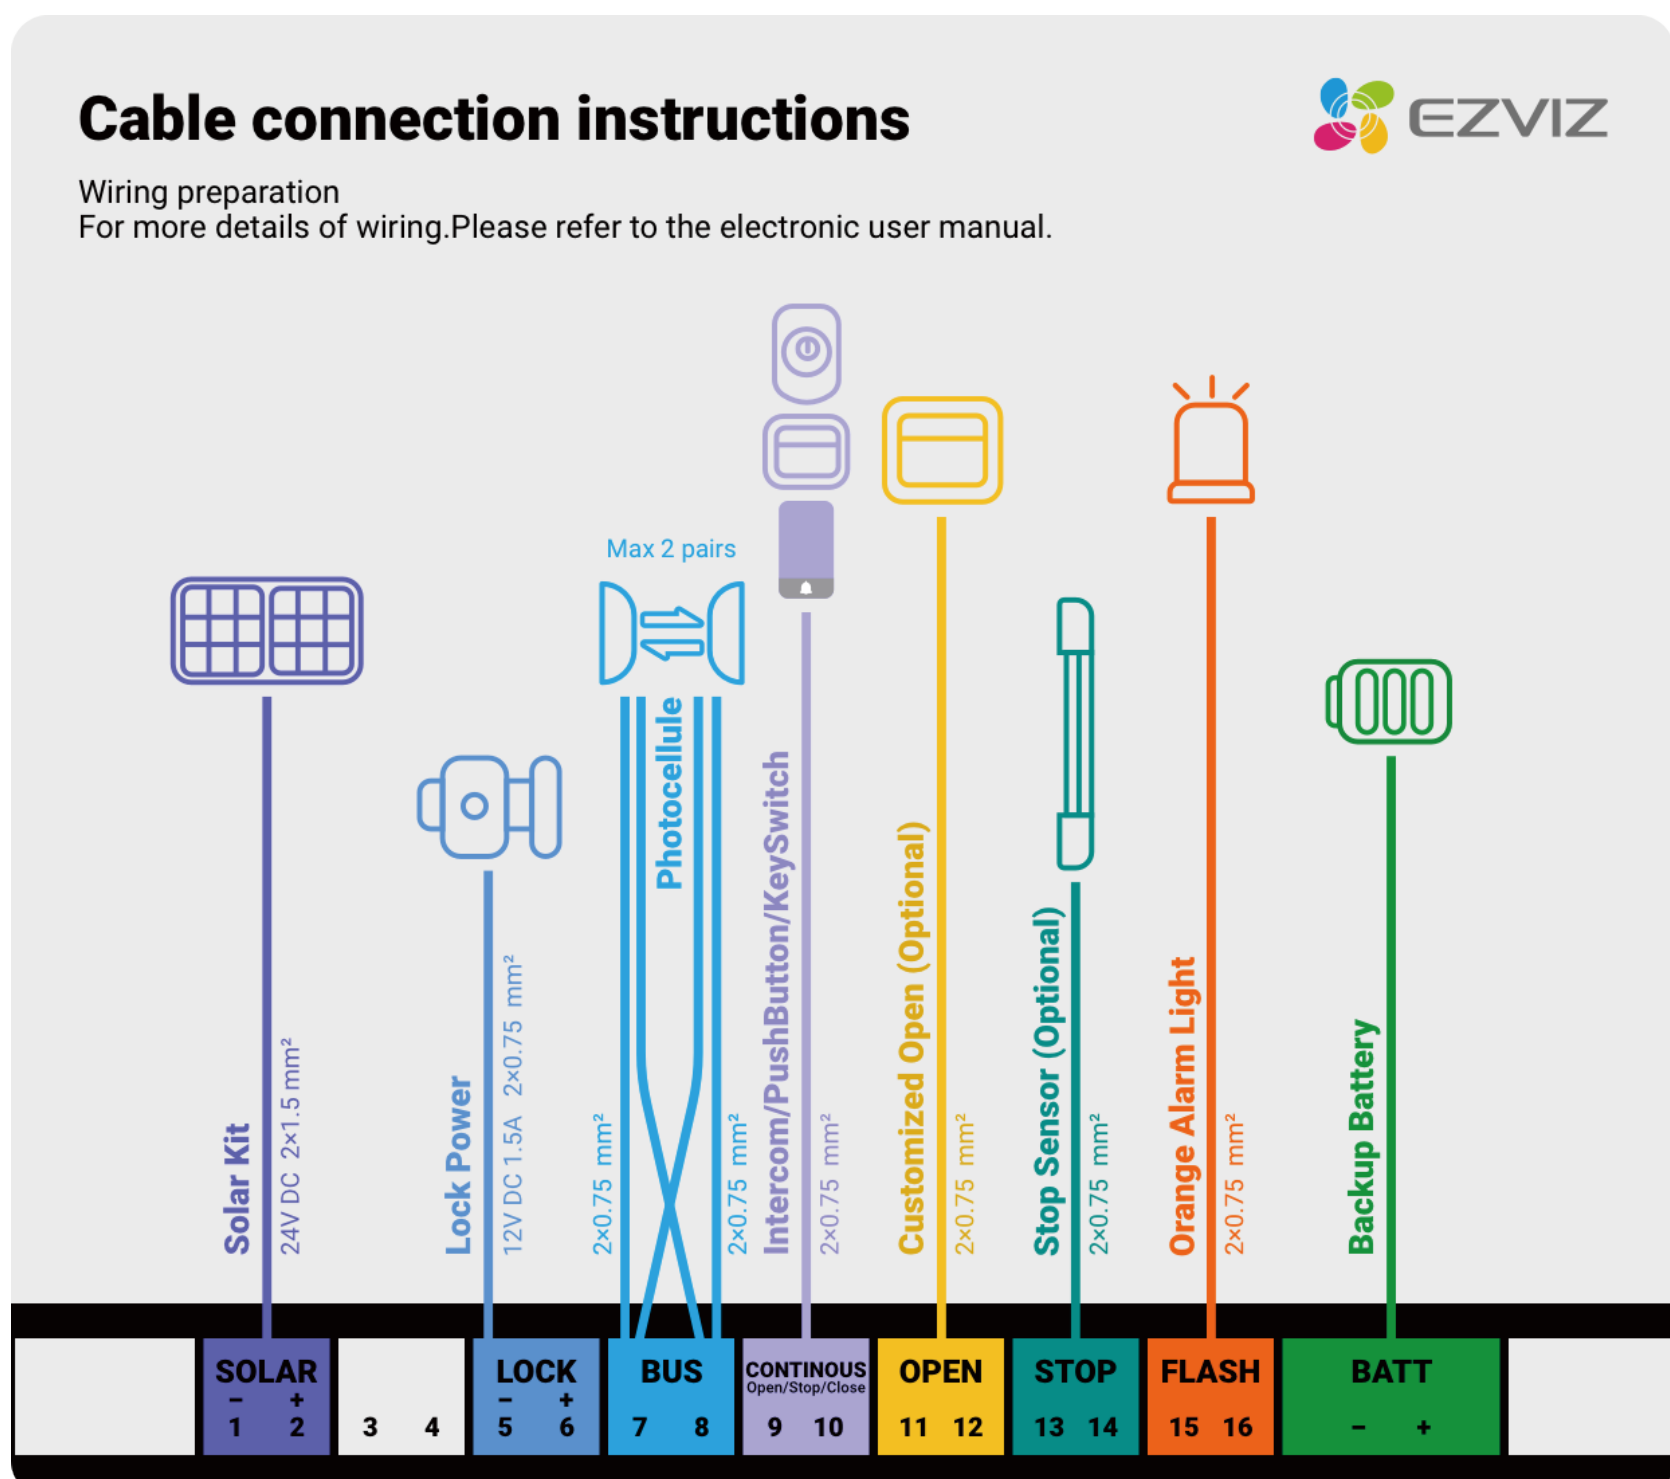 Cable connection instructions
EZVIZ
Wiring preparation
For more details of wiring.Please refer to the electronic user manual.
Max 2 pairs
Solar Kit
24V DC 2×1.5 mm²
Lock Power
12V DC 1.5A 2×0.75 mm²
2×0.75 mm²
Photocellule
2×0.75 mm²
Intercom/PushButton/KeySwitch
2×0.75 mm²
Customized Open (Optional)
2×0.75 mm²
Stop Sensor (Optional)
2×0.75 mm²
Orange Alarm Light
2×0.75 mm²
Backup Battery
SOLAR
− +
1 2
3 4
LOCK
− +
5 6
BUS
7 8
CONTINOUS
Open/Stop/Close
9 10
OPEN
11 12
STOP
13 14
FLASH
15 16
BATT
− +